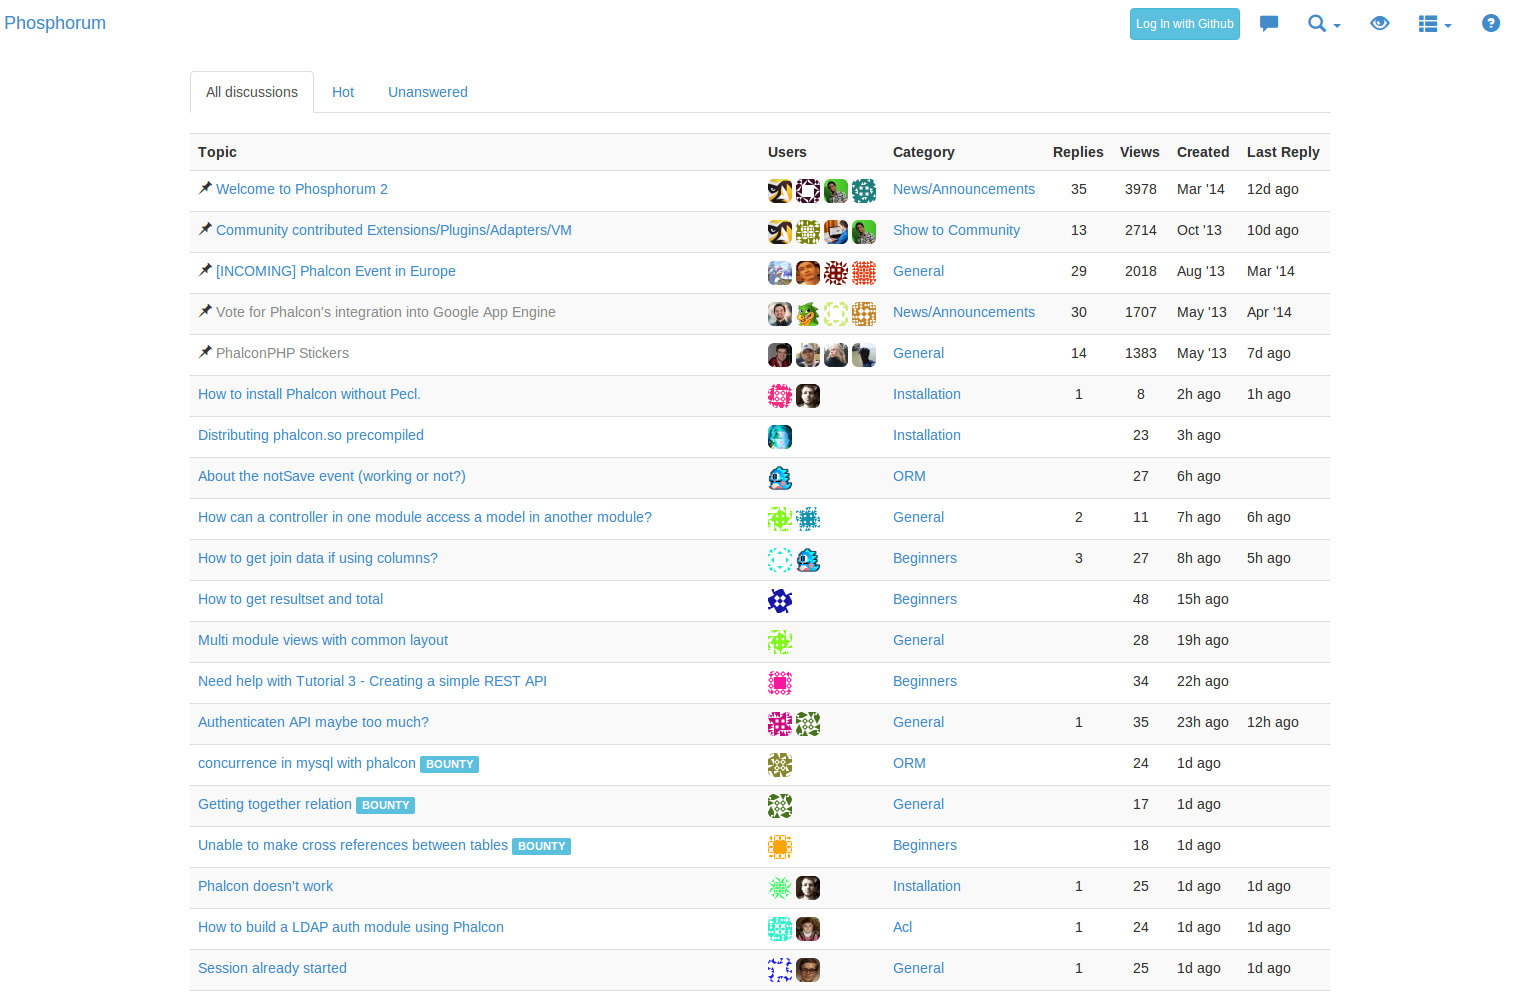 Phosphorum
Log In with Github
All discussions Hot Unanswered
Topic Users Category Replies Views Created Last Reply
Welcome to Phosphorum 2 News/Announcements 35 3978 Mar '14 12d ago
Community contributed Extensions/Plugins/Adapters/VM Show to Community 13 2714 Oct '13 10d ago
[INCOMING] Phalcon Event in Europe General 29 2018 Aug '13 Mar '14
Vote for Phalcon's integration into Google App Engine News/Announcements 30 1707 May '13 Apr '14
PhalconPHP Stickers General 14 1383 May '13 7d ago
How to install Phalcon without Pecl. Installation 1 8 2h ago 1h ago
Distributing phalcon.so precompiled Installation 23 3h ago
About the notSave event (working or not?) ORM 27 6h ago
How can a controller in one module access a model in another module? General 2 11 7h ago 6h ago
How to get join data if using columns? Beginners 3 27 8h ago 5h ago
How to get resultset and total Beginners 48 15h ago
Multi module views with common layout General 28 19h ago
Need help with Tutorial 3 - Creating a simple REST API Beginners 34 22h ago
Authenticaten API maybe too much? General 1 35 23h ago 12h ago
concurrence in mysql with phalcon BOUNTY ORM 24 1d ago
Getting together relation BOUNTY General 17 1d ago
Unable to make cross references between tables BOUNTY Beginners 18 1d ago
Phalcon doesn't work Installation 1 25 1d ago 1d ago
How to build a LDAP auth module using Phalcon Acl 1 24 1d ago 1d ago
Session already started General 1 25 1d ago 1d ago